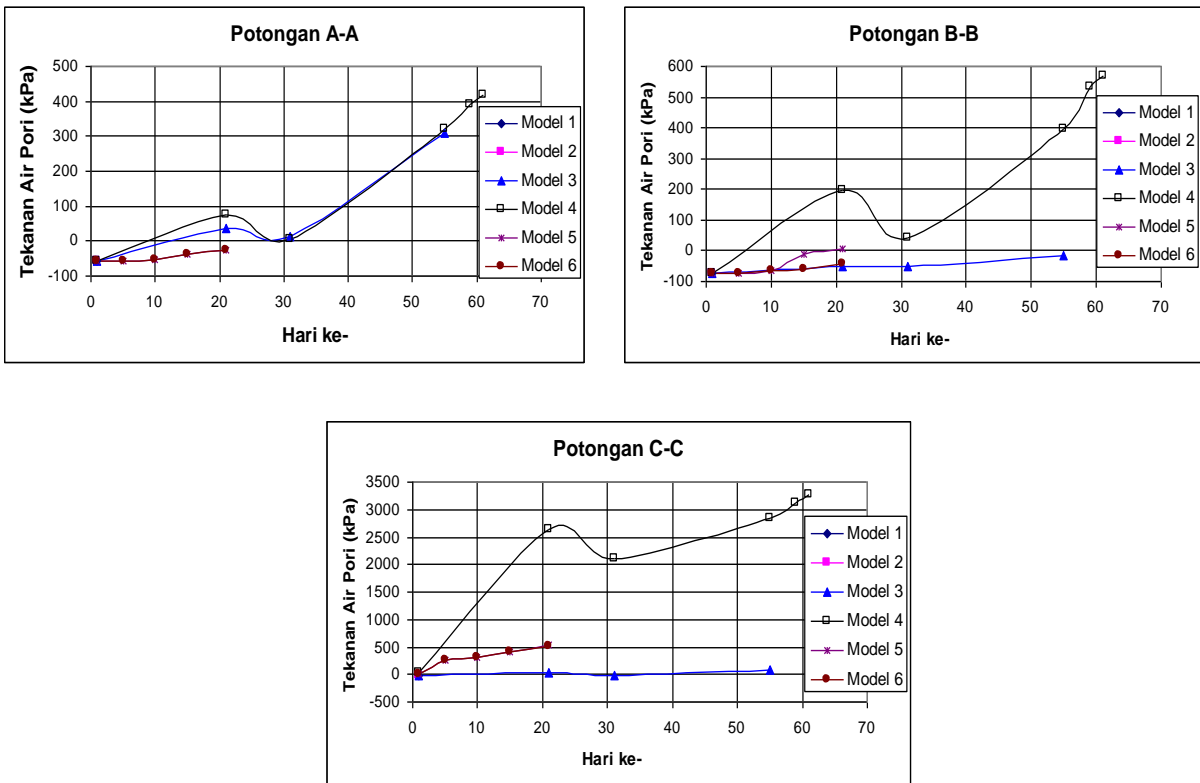 Potongan A-A
Tekanan Air Pori (kPa)
500
400
300
200
100
0
-100
0 10 20 30 40 50 60 70
Hari ke-
Model 1
Model 2
Model 3
Model 4
Model 5
Model 6
Potongan B-B
Tekanan Air Pori (kPa)
600
500
400
300
200
100
0
-100
0 10 20 30 40 50 60 70
Hari ke-
Model 1
Model 2
Model 3
Model 4
Model 5
Model 6
Potongan C-C
Tekanan Air Pori (kPa)
3500
3000
2500
2000
1500
1000
500
0
-500
0 10 20 30 40 50 60 70
Hari ke-
Model 1
Model 2
Model 3
Model 4
Model 5
Model 6